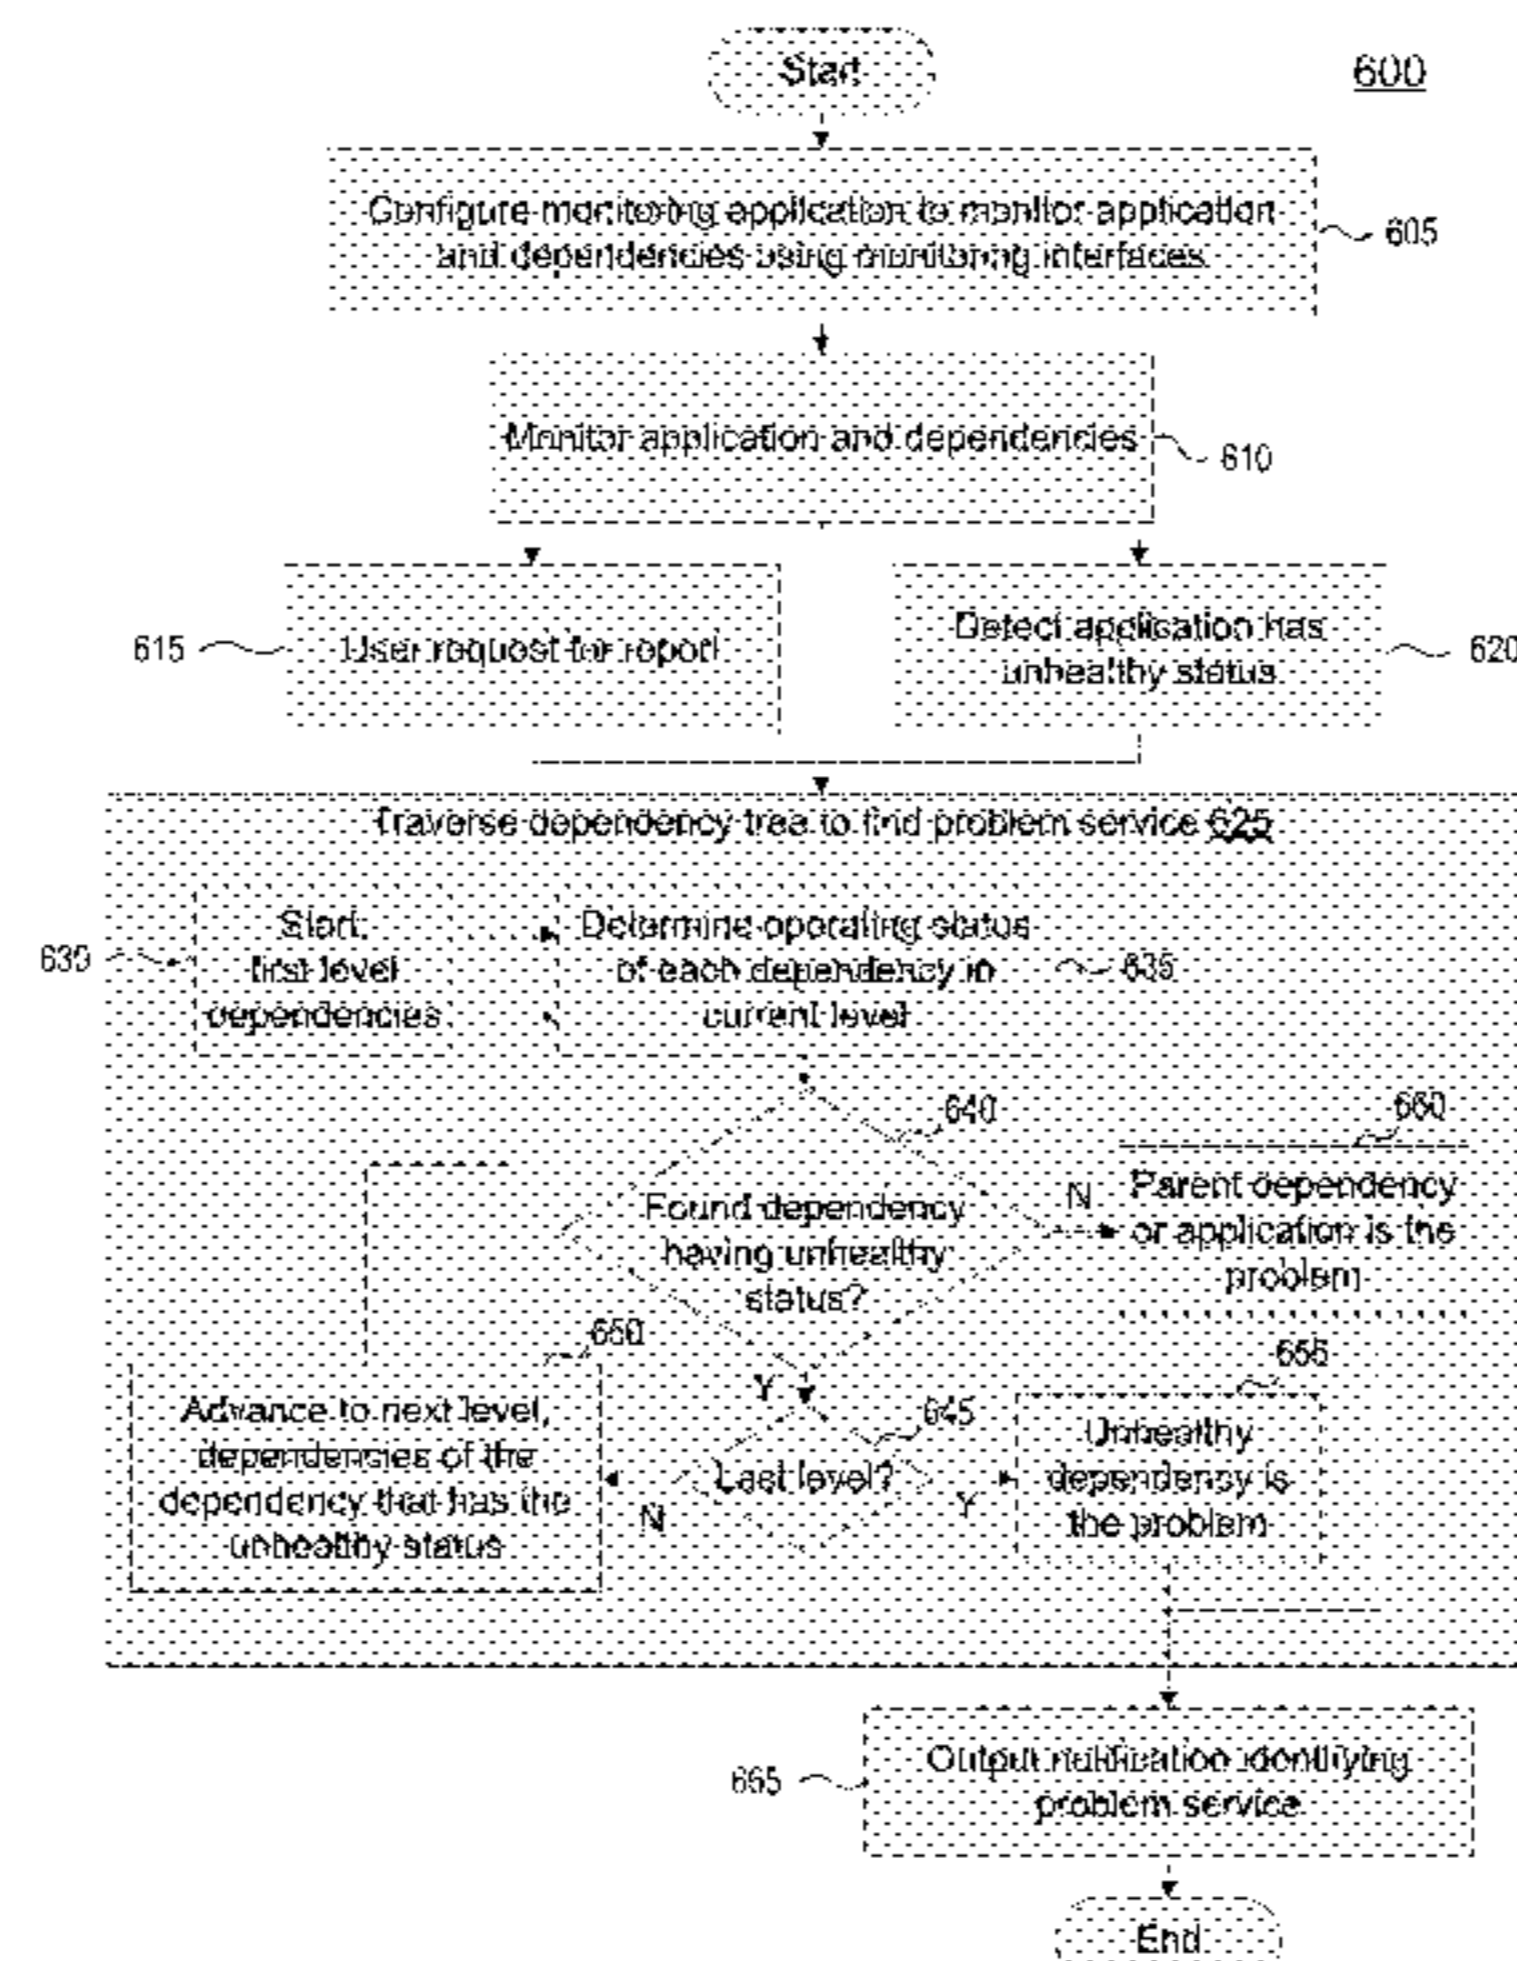 Start
600
Configure monitoring application to monitor application
and dependencies using monitoring interfaces
605
Monitor application and dependencies
610
615
User request for report
Detect application has
unhealthy status
620
Traverse dependency tree to find problem service 625
630
Start:
first level
dependencies
Determine operating status
of each dependency in
current level
635
640
660
Found dependency
having unhealthy
status?
N
Parent dependency
or application is the
problem
650
655
Y
645
Advance to next level,
dependencies of the
dependency that has the
unhealthy status
N
Last level?
Y
Unhealthy
dependency is
the problem
665
Output notification identifying
problem service
End